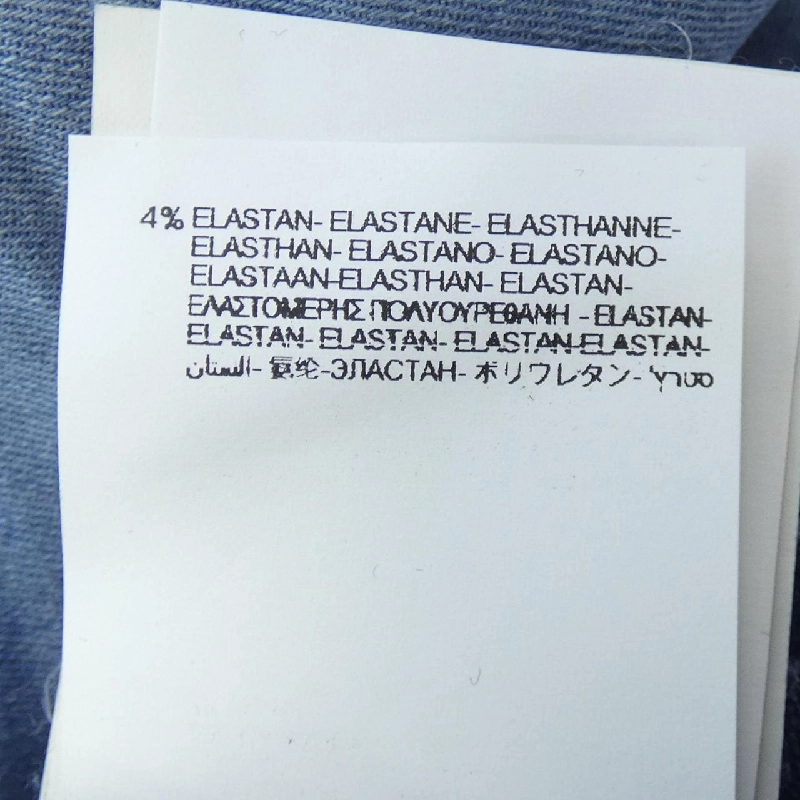 4% ELASTAN- ELASTANE- ELASTHANNE-
ELASTHAN- ELASTANO- ELASTANO-
ELASTAAN-ELASTHAN- ELASTAN-
ΕΛΑΣΤΟΜΕΡΗΣ ΠΟΛΥΟΥΡΕΘΑΝΗ - ELASTAN-
ELASTAN- ELASTAN- ELASTAN-ELASTAN-
الستان- 氨纶-ЭЛАСТАН- ポリウレタン- סטרץ'